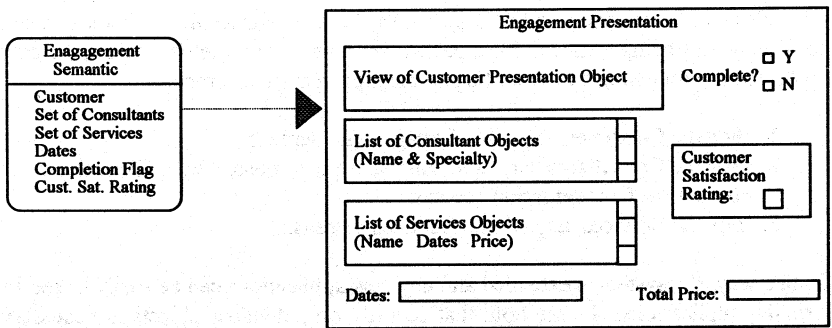 Enagagement
Semantic
Customer
Set of Consultants
Set of Services
Dates
Completion Flag
Cust. Sat. Rating
Engagement Presentation
View of Customer Presentation Object
Complete?
Y
N
List of Consultant Objects
(Name & Specialty)
Customer
Satisfaction
Rating:
List of Services Objects
(Name Dates Price)
Dates:
Total Price: